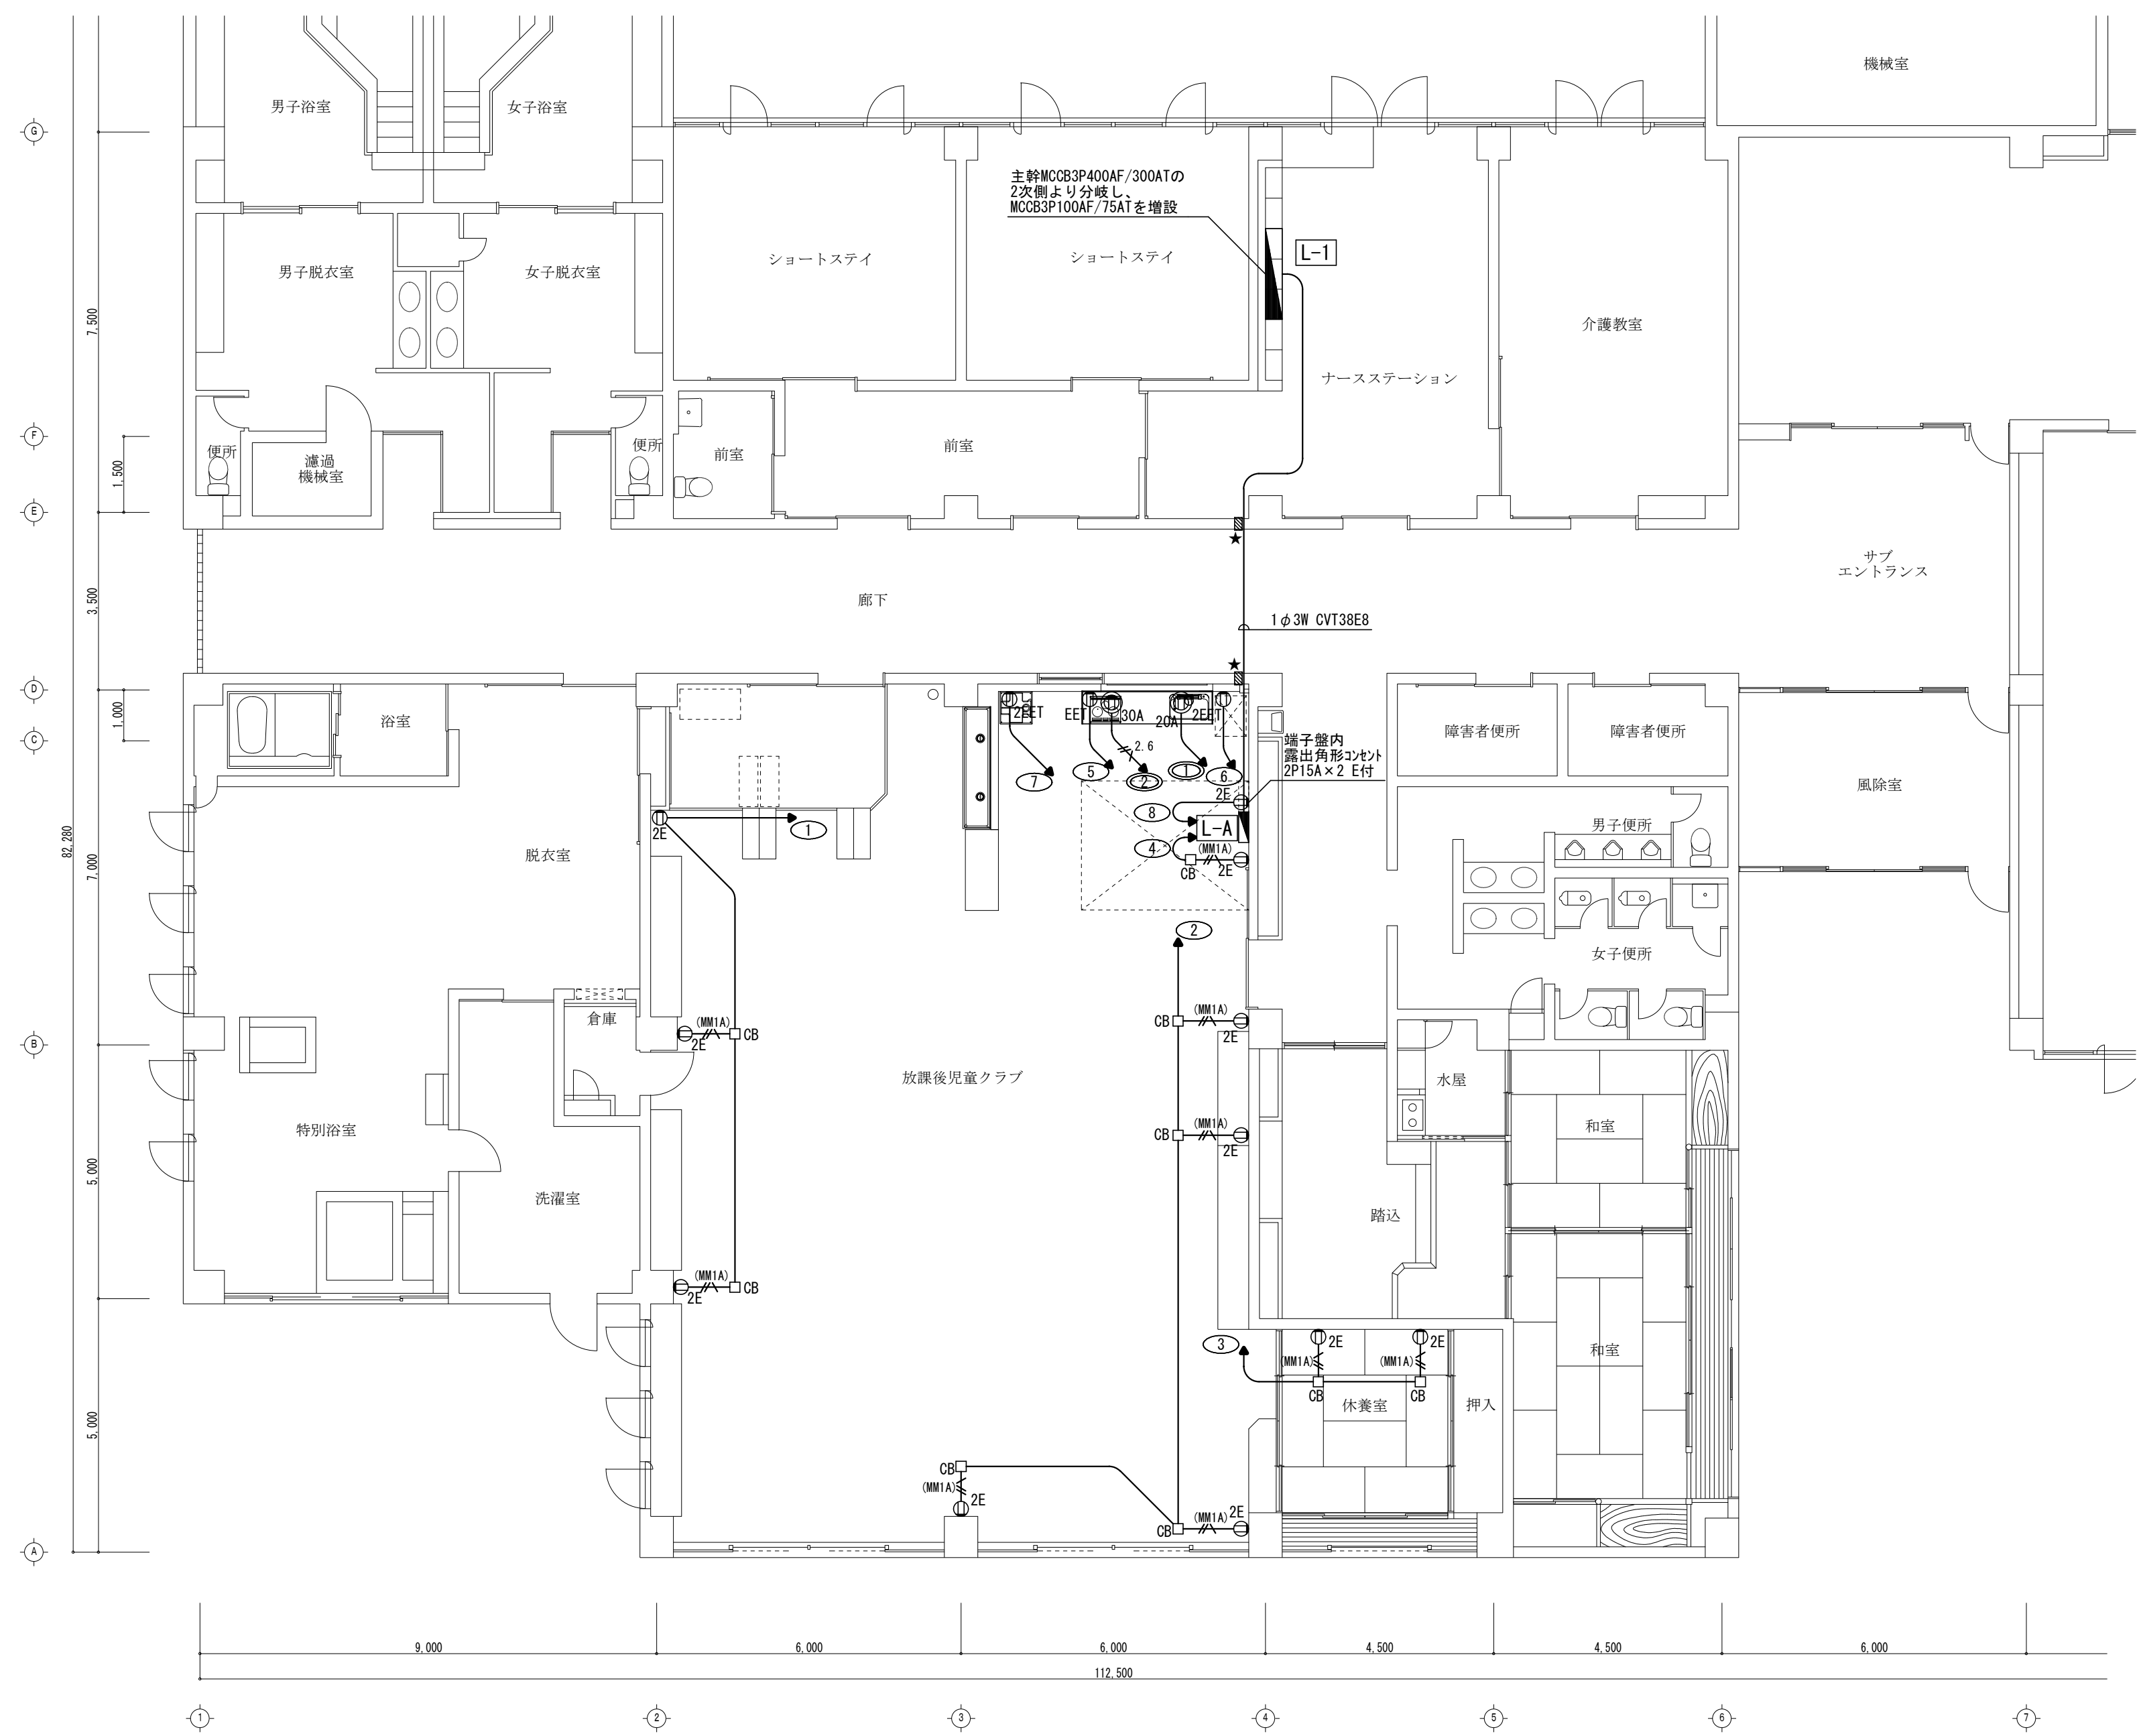 機械室
男子浴室
女子浴室
G
主幹MCCB3P400AF/300ATの
2次側より分岐し、
MCCB3P100AF/75ATを増設
L-1
男子脱衣室
女子脱衣室
ショートステイ
ショートステイ
7,500
介護教室
ナースステーション
F
便所
濾過
機械室
便所
前室
前室
1,500
E
★
サブ
エントランス
3,500
廊下
1φ3W CVT38E8
★
D
浴室
2EET
EET
30A
20A
2EET
障害者便所
障害者便所
1,000
C
端子盤内
露出角形コンセント
2P15A×2 E付
2.6
7
5
2
1
6
風除室
2E
8
L-A
男子便所
82,280
7,000
1
2E
脱衣室
4
(MM1A)
CB
2E
2
女子便所
倉庫
(MM1A)
CB
2E
CB
(MM1A)
2E
B
放課後児童クラブ
水屋
特別浴室
CB
(MM1A)
2E
和室
5,000
洗濯室
踏込
(MM1A)
CB
2E
3
2E
2E
(MM1A)
(MM1A)
CB
CB
和室
休養室
押入
5,000
CB
(MM1A)
2E
CB
(MM1A)
2E
A
9,000
6,000
6,000
4,500
4,500
6,000
112,500
1
2
3
4
5
6
7